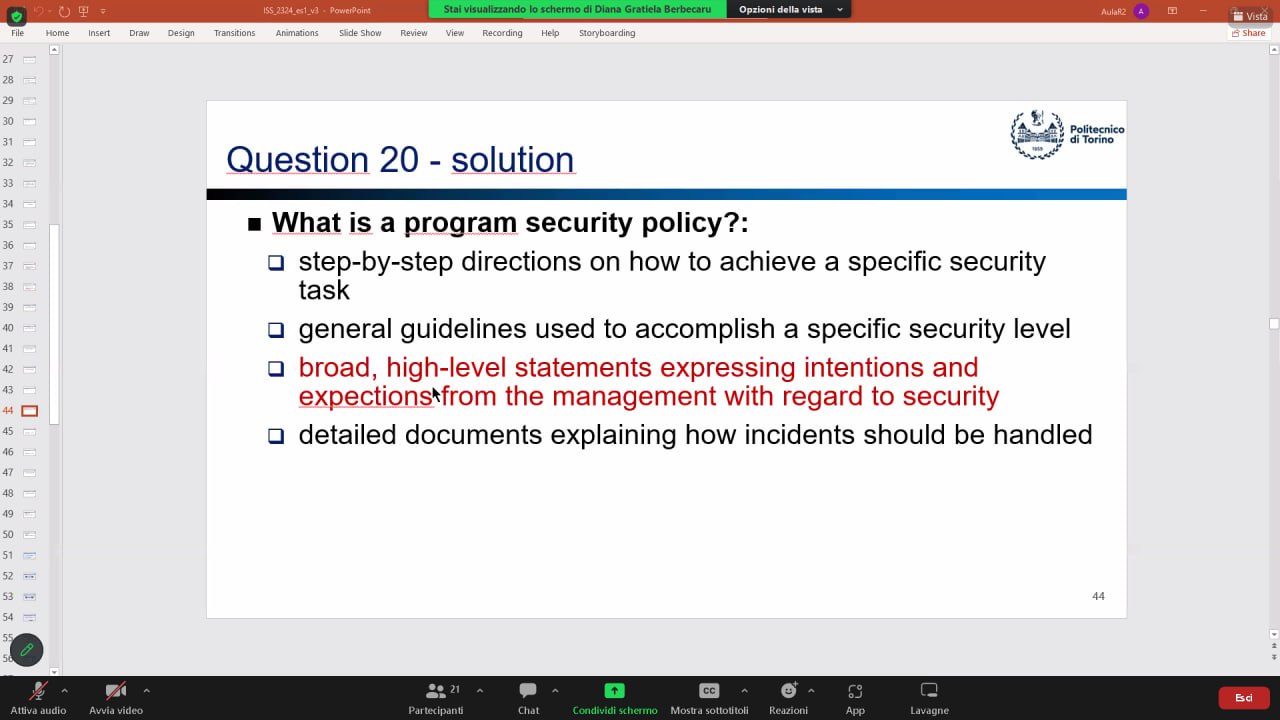 ISS_2324_es1_v3 - PowerPoint
Stai visualizzando lo schermo di Diana Gratiela Berbecaru
Opzioni della vista
AulaR2
A
Vista
File Home Insert Draw Design Transitions Animations Slide Show Review View Recording Help Storyboarding
Share
27
28
29
30
31
32
33
34
35
36
37
38
39
40
41
42
43
44
45
46
47
48
49
50
51
52
53
54
55
56
Politecnico
di Torino
1859
Question 20 - solution
What is a program security policy?:
step-by-step directions on how to achieve a specific security
task
general guidelines used to accomplish a specific security level
broad, high-level statements expressing intentions and
expections from the management with regard to security
detailed documents explaining how incidents should be handled
44
Attiva audio
Avvia video
21
Partecipanti
Chat
Condividi schermo
CC
Mostra sottotitoli
Reazioni
App
Lavagne
Esci